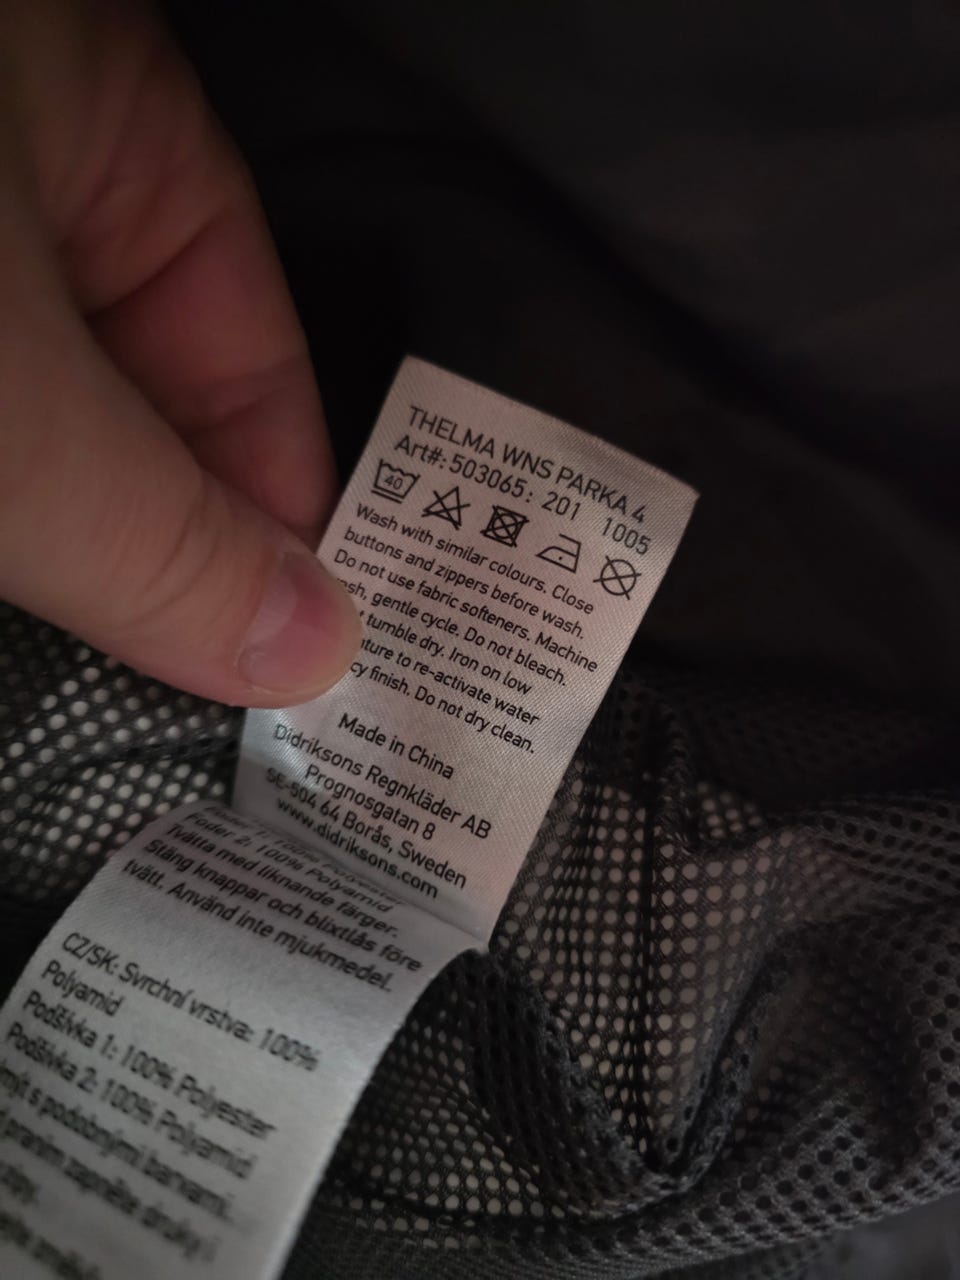 THELMA WNS PARKA 4
Art#: 503065: 201 1005
40
Wash with similar colours. Close
buttons and zippers before wash.
Do not use fabric softeners. Machine
gentle cycle. Do not bleach.
tumble dry. Iron on low
to re-activate water
finish. Do not dry clean.
Made in China
Didriksons Regnkläder AB
Prognosgatan 8
SE-504 64 Borås, Sweden
www.didriksons.com
Foder 2: 100% Polyamid
Tvätta med liknande färger.
Stäng knappar och blixtlås före
tvätt. Använd inte mjukmedel.
CZ/SK: Svrchní vrstva: 100%
Polyamid
Podšívka 1: 100% Polyester
Podšívka 2: 100% Polyamid
s podobnými barvami.